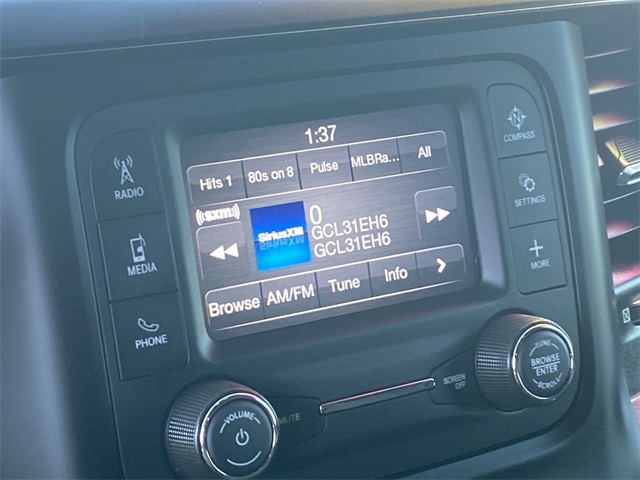 1:37
Hits 1 80s on 8 Pulse MLBRa... All
((sxm))
SiriusXM
0
GCL31EH6
GCL31EH6
Browse AM/FM Tune Info
RADIO
MEDIA
PHONE
N
COMPASS
SETTINGS
MORE
VOLUME
MUTE
SCREEN
OFF
TUNE
BROWSE
ENTER
SCROLL